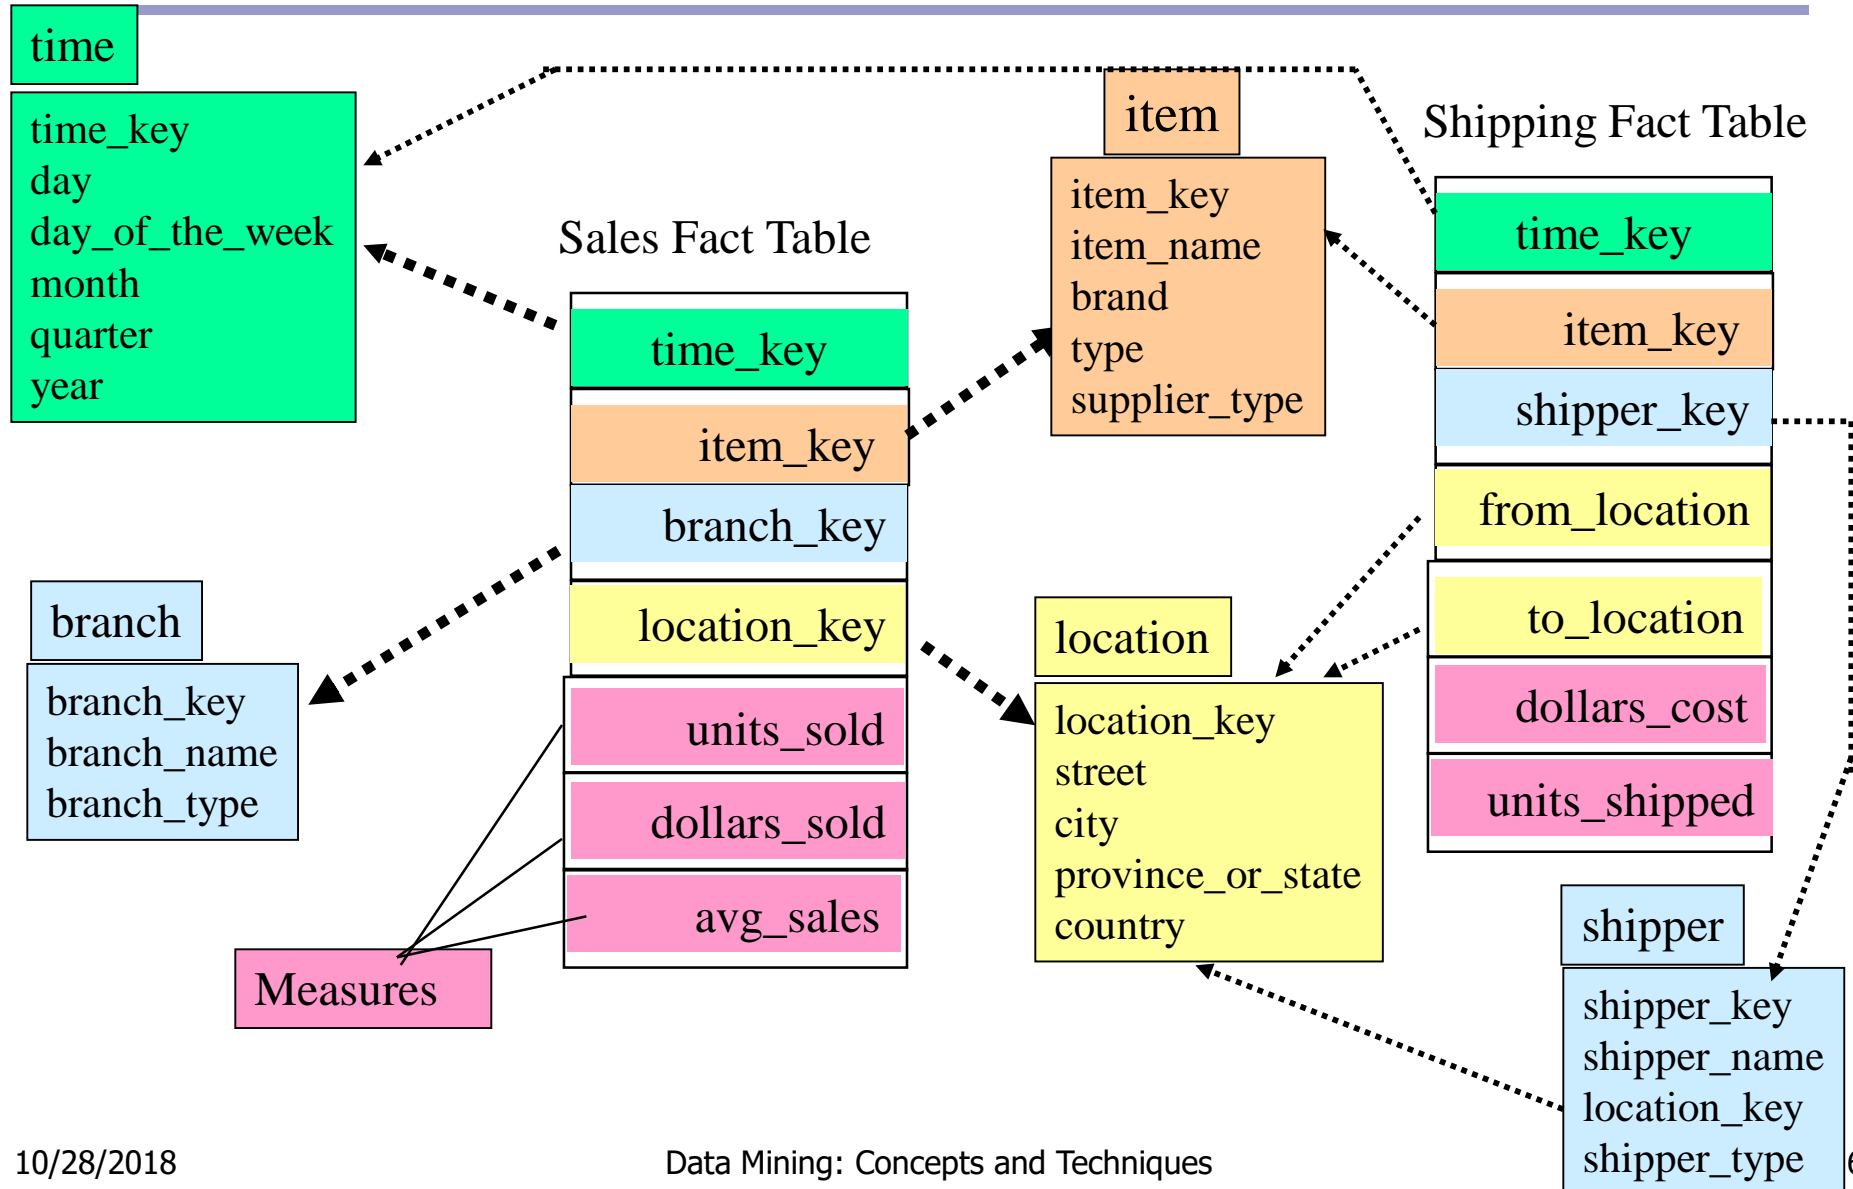 time
time_key
day
day_of_the_week
month
quarter
year
Sales Fact Table
time_key
item_key
branch_key
location_key
units_sold
dollars_sold
avg_sales
Measures
branch
branch_key
branch_name
branch_type
item
item_key
item_name
brand
type
supplier_type
location
location_key
street
city
province_or_state
country
Shipping Fact Table
time_key
item_key
shipper_key
from_location
to_location
dollars_cost
units_shipped
shipper
shipper_key
shipper_name
location_key
shipper_type
10/28/2018
Data Mining: Concepts and Techniques